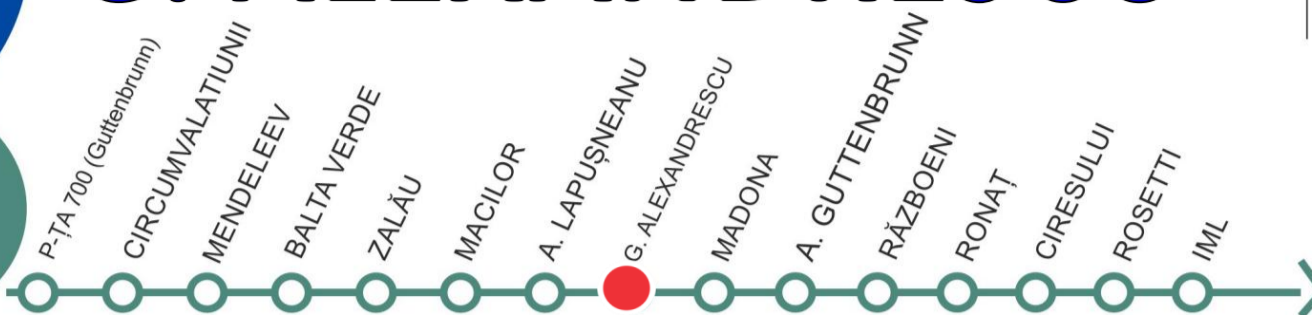 P-ȚA 700 (Guttenbrunn)
CIRCUMVALATIUNII
MENDELEEV
BALTA VERDE
ZALĂU
MACILOR
A. LAPUȘNEANU
G. ALEXANDRESCU
MADONA
A. GUTTENBRUNN
RĂZBOENI
RONAȚ
CIRESULUI
ROSETTI
IML